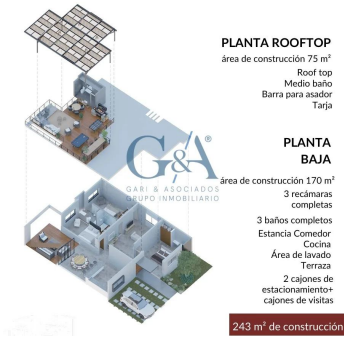 PLANTA ROOFTOP
área de construcción 75 m²
Roof top
Medio baño
Barra para asador
Tarja
G&A®
GARI & ASOCIADOS
GRUPO INMOBILIARIO
PLANTA
BAJA
área de construcción 170 m²
3 recámaras
completas
3 baños completos
Estancia Comedor
Cocina
Área de lavado
Terraza
2 cajones de
estacionamiento+
cajones de visitas
243 m² de construcción